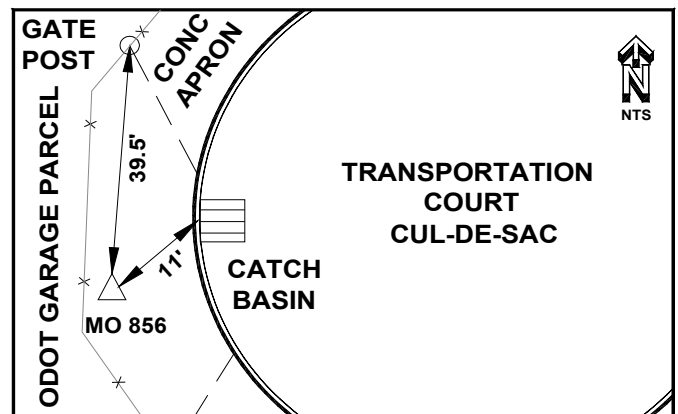 GATE
POST
CONC
APRON
N
NTS
ODOT GARAGE PARCEL
39.5'
TRANSPORTATION
COURT
CUL-DE-SAC
11'
CATCH
BASIN
MO 856